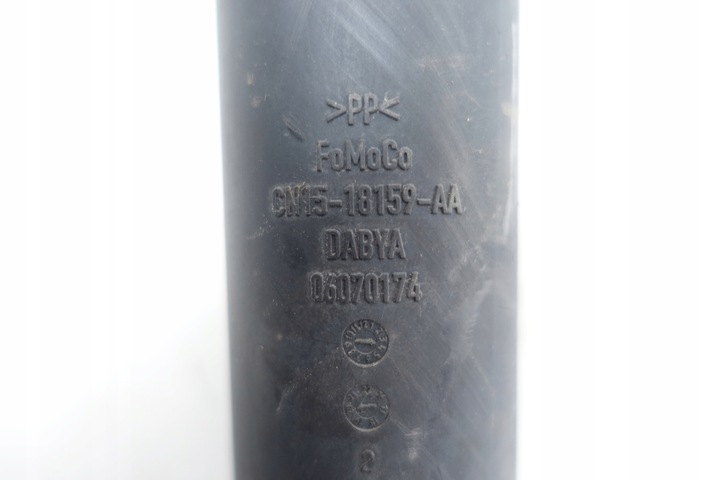 >PP<
FoMoCo
CN15-18159-AA
DABYA
06070174
2